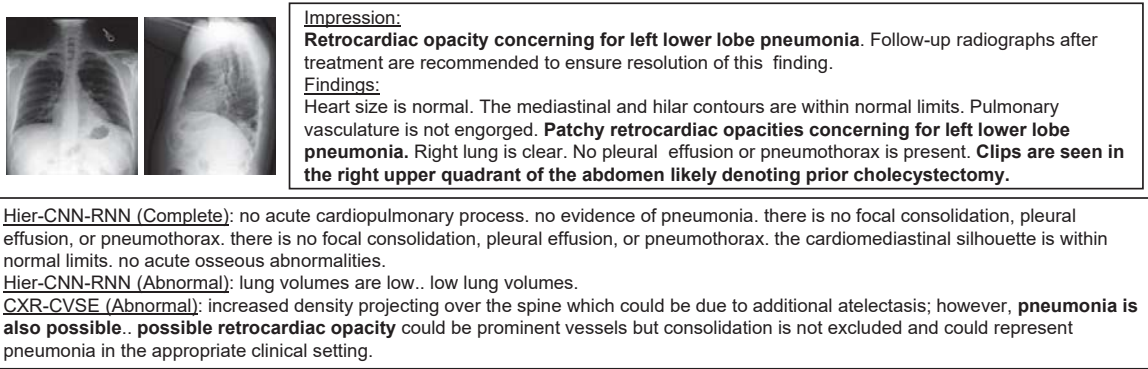 Impression:
Retrocardiac opacity concerning for left lower lobe pneumonia. Follow-up radiographs after
treatment are recommended to ensure resolution of this finding.
Findings:
Heart size is normal. The mediastinal and hilar contours are within normal limits. Pulmonary
vasculature is not engorged. Patchy retrocardiac opacities concerning for left lower lobe
pneumonia. Right lung is clear. No pleural effusion or pneumothorax is present. Clips are seen in
the right upper quadrant of the abdomen likely denoting prior cholecystectomy.
Hier-CNN-RNN (Complete): no acute cardiopulmonary process. no evidence of pneumonia. there is no focal consolidation, pleural
effusion, or pneumothorax. there is no focal consolidation, pleural effusion, or pneumothorax. the cardiomediastinal silhouette is within
normal limits. no acute osseous abnormalities.
Hier-CNN-RNN (Abnormal): lung volumes are low.. low lung volumes.
CXR-CVSE (Abnormal): increased density projecting over the spine which could be due to additional atelectasis; however, pneumonia is
also possible.. possible retrocardiac opacity could be prominent vessels but consolidation is not excluded and could represent
pneumonia in the appropriate clinical setting.